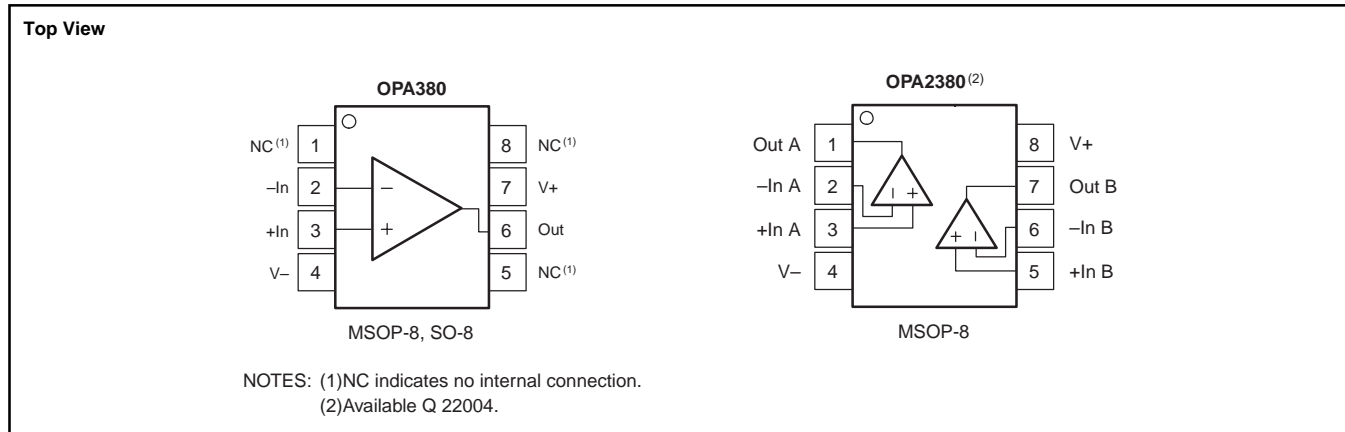 Top View
OPA380
NC (1) 1
–In 2
+In 3
V– 4
8 NC (1)
7 V+
6 Out
5 NC (1)
– +
MSOP-8, SO-8
OPA2380 (2)
Out A 1
–In A 2
+In A 3
V– 4
8 V+
7 Out B
6 –In B
5 +In B
– +
+ –
MSOP-8
NOTES: (1)NC indicates no internal connection.
(2)Available Q 22004.